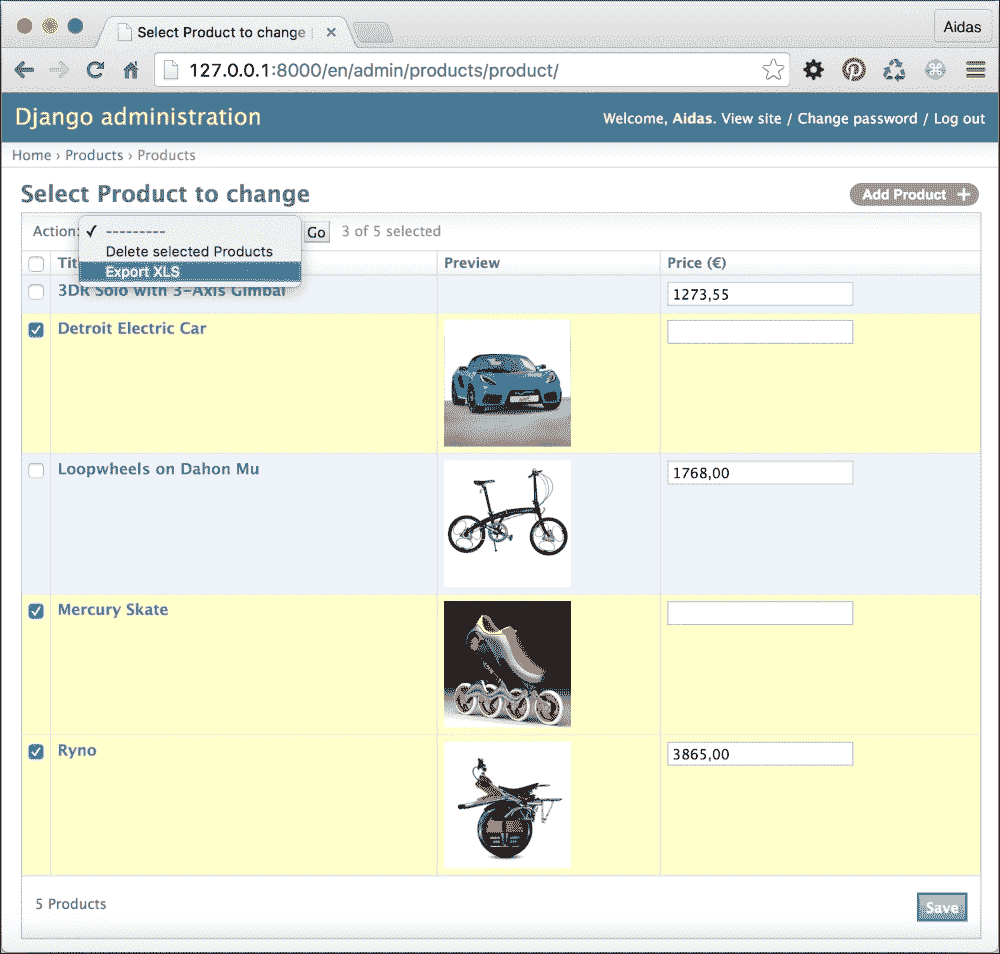 Select Product to change
Aidas
127.0.0.1:8000/en/admin/products/product/
Django administration
Welcome, Aidas. View site / Change password / Log out
Home › Products › Products
Select Product to change
Add Product +
Action:
✓ ---------
Go
3 of 5 selected
Delete selected Products
Export XLS
Preview
Price (€)
3DR Solo with 3-Axis Gimbal
1273,55
Detroit Electric Car
Loopwheels on Dahon Mu
1768,00
Mercury Skate
Ryno
3865,00
5 Products
Save